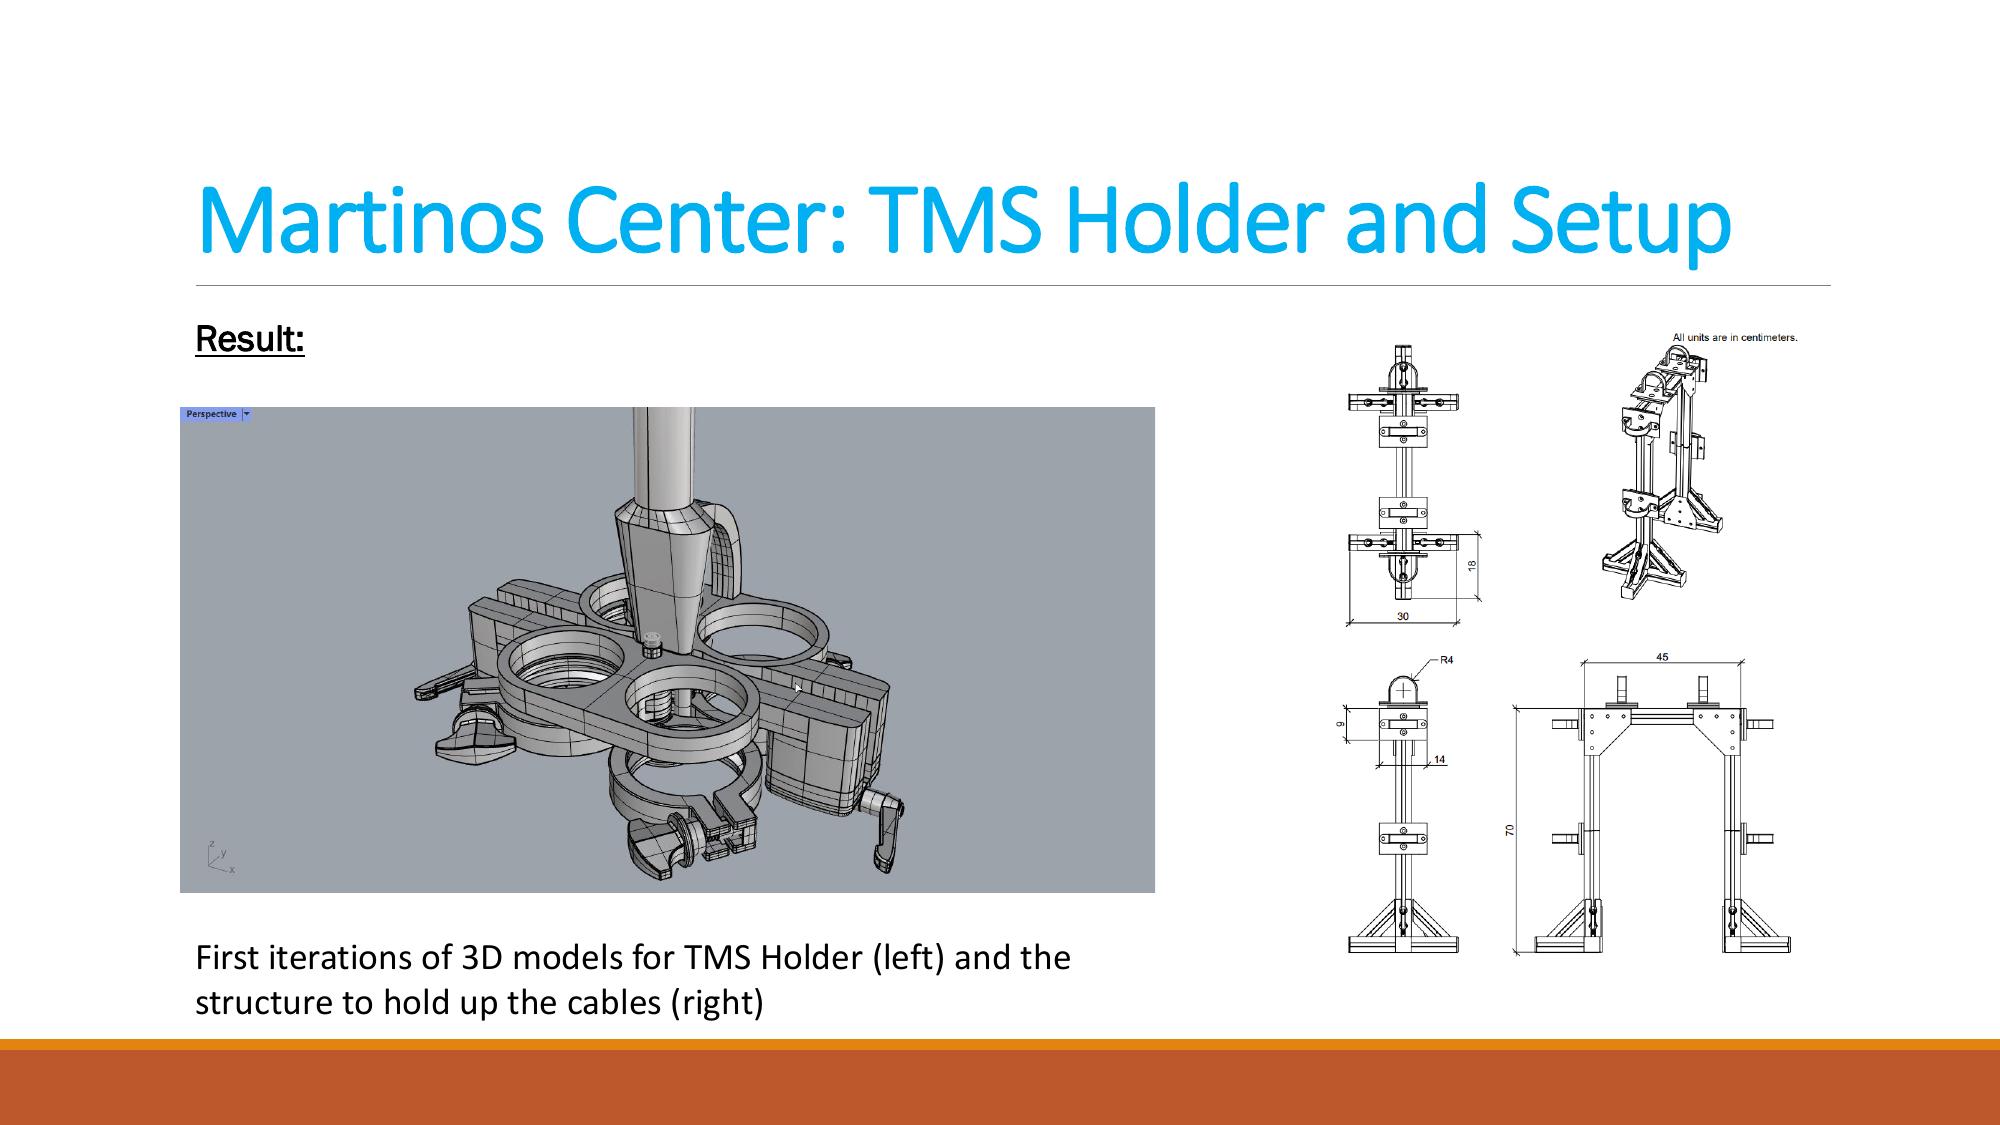 Martinos Center: TMS Holder and Setup
Result:
All units are in centimeters.
Perspective
18
30
R4
45
9
14
70
z
y
x
First iterations of 3D models for TMS Holder (left) and the
structure to hold up the cables (right)